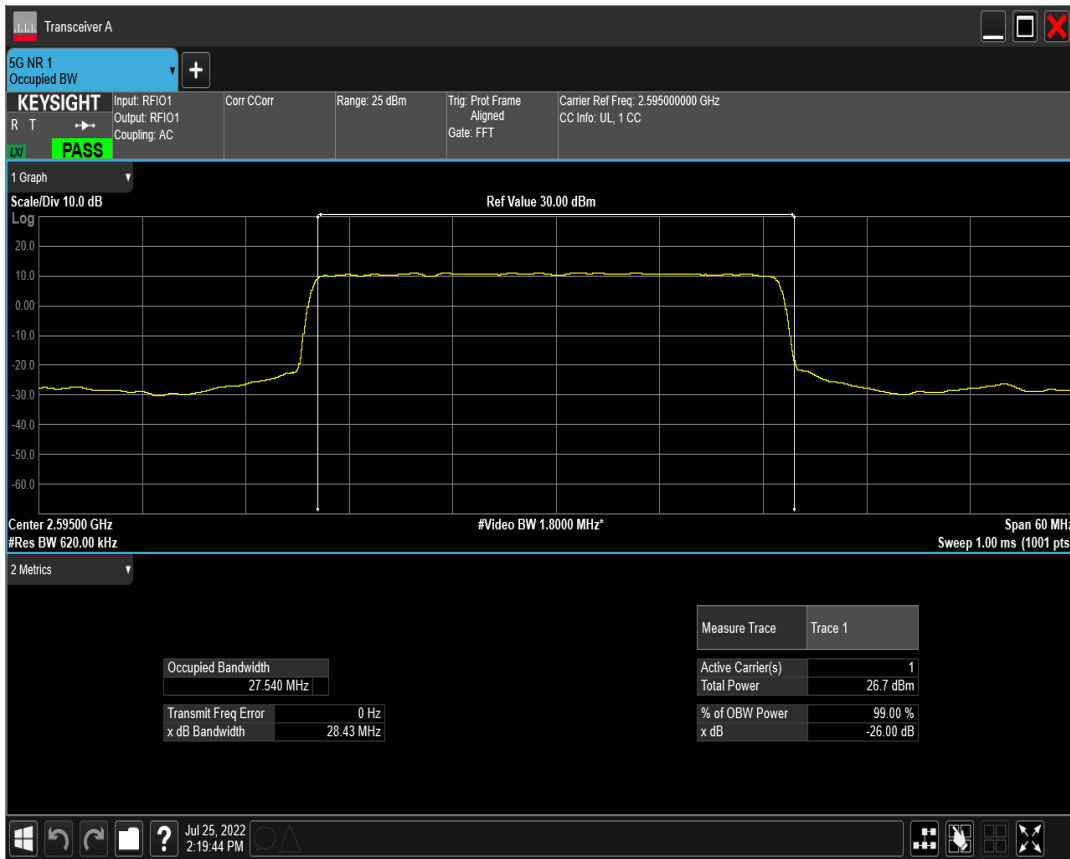 Transceiver A
5G NR 1
Occupied BW
KEYSIGHT
R T
LXI
PASS
Input: RFIO1
Output: RFIO1
Coupling: AC
Corr CCorr
Range: 25 dBm
Trig: Prot Frame
Aligned
Gate: FFT
Carrier Ref Freq: 2.595000000 GHz
CC Info: UL, 1 CC
1 Graph
Scale/Div 10.0 dB
Ref Value 30.00 dBm
Log
20.0
10.0
0.00
-10.0
-20.0
-30.0
-40.0
-50.0
-60.0
Center 2.59500 GHz
#Video BW 1.8000 MHz*
Span 60 MHz
#Res BW 620.00 kHz
Sweep 1.00 ms (1001 pts
2 Metrics
Measure Trace Trace 1
Occupied Bandwidth
27.540 MHz
Active Carrier(s) 1
Total Power 26.7 dBm
Transmit Freq Error 0 Hz
x dB Bandwidth 28.43 MHz
% of OBW Power 99.00 %
x dB -26.00 dB
?
Jul 25, 2022
2:19:44 PM